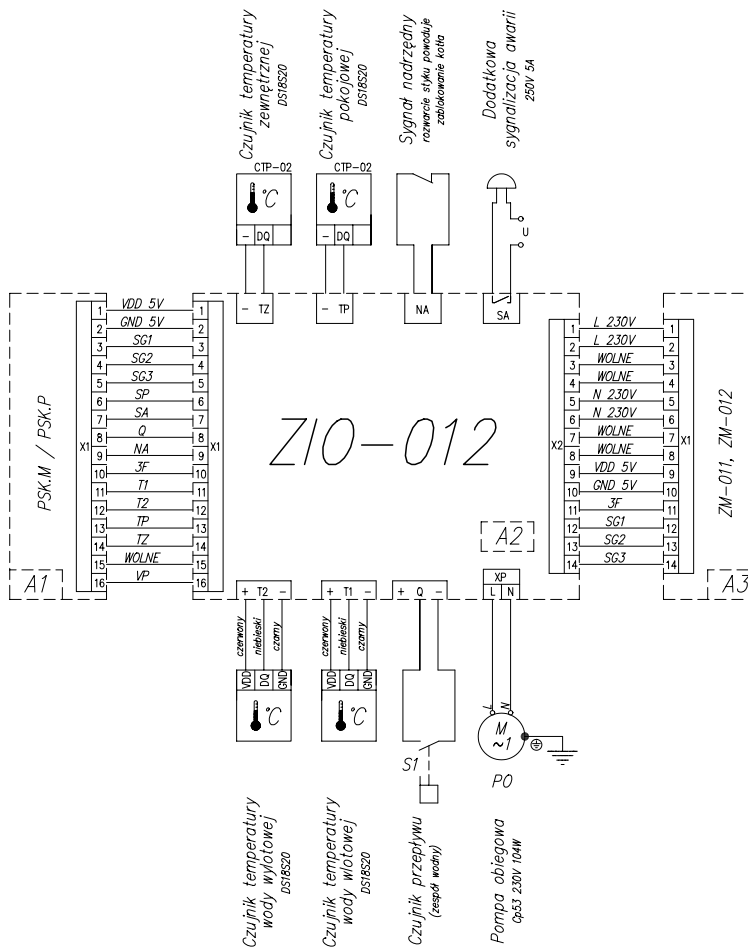 Czujnik temperatury
zewnętrznej
DS18S20
Czujnik temperatury
pokojowej
DS18S20
Sygnał nadrzędny
rozwarcie styku powoduje
zablokowanie kotła
Dodatkowa
sygnalizacja awarii
250V 5A
CTP-02
°C
- DQ
CTP-02
°C
- DQ
U
- TZ
- TP
NA
SA
PSK.M / PSK.P
A1
X1
1 VDD 5V 1
2 GND 5V 2
3 SG1 3
4 SG2 4
5 SG3 5
6 SP 6
7 SA 7
8 Q 8
9 NA 9
10 3F 10
11 T1 11
12 T2 12
13 TP 13
14 TZ 14
15 WOLNE 15
16 VP 16
X1
ZIO-012
A2
X2
1 L 230V 1
2 L 230V 2
3 WOLNE 3
4 WOLNE 4
5 N 230V 5
6 N 230V 6
7 WOLNE 7
8 WOLNE 8
9 VDD 5V 9
10 GND 5V 10
11 3F 11
12 SG1 12
13 SG2 13
14 SG3 14
X1
ZM-011, ZM-012
A3
+ T2 -
+ T1 -
+ Q -
XP
L N
czerwony
niebieski
czarny
czerwony
niebieski
czarny
VDD DQ GND
°C
VDD DQ GND
°C
S1
L N
M
~1
PO
Czujnik temperatury
wody wylotowej
DS18S20
Czujnik temperatury
wody wlotowej
DS18S20
Czujnik przepływu
(zespół wodny)
Pompa obiegowa
Cp53 230V 104W